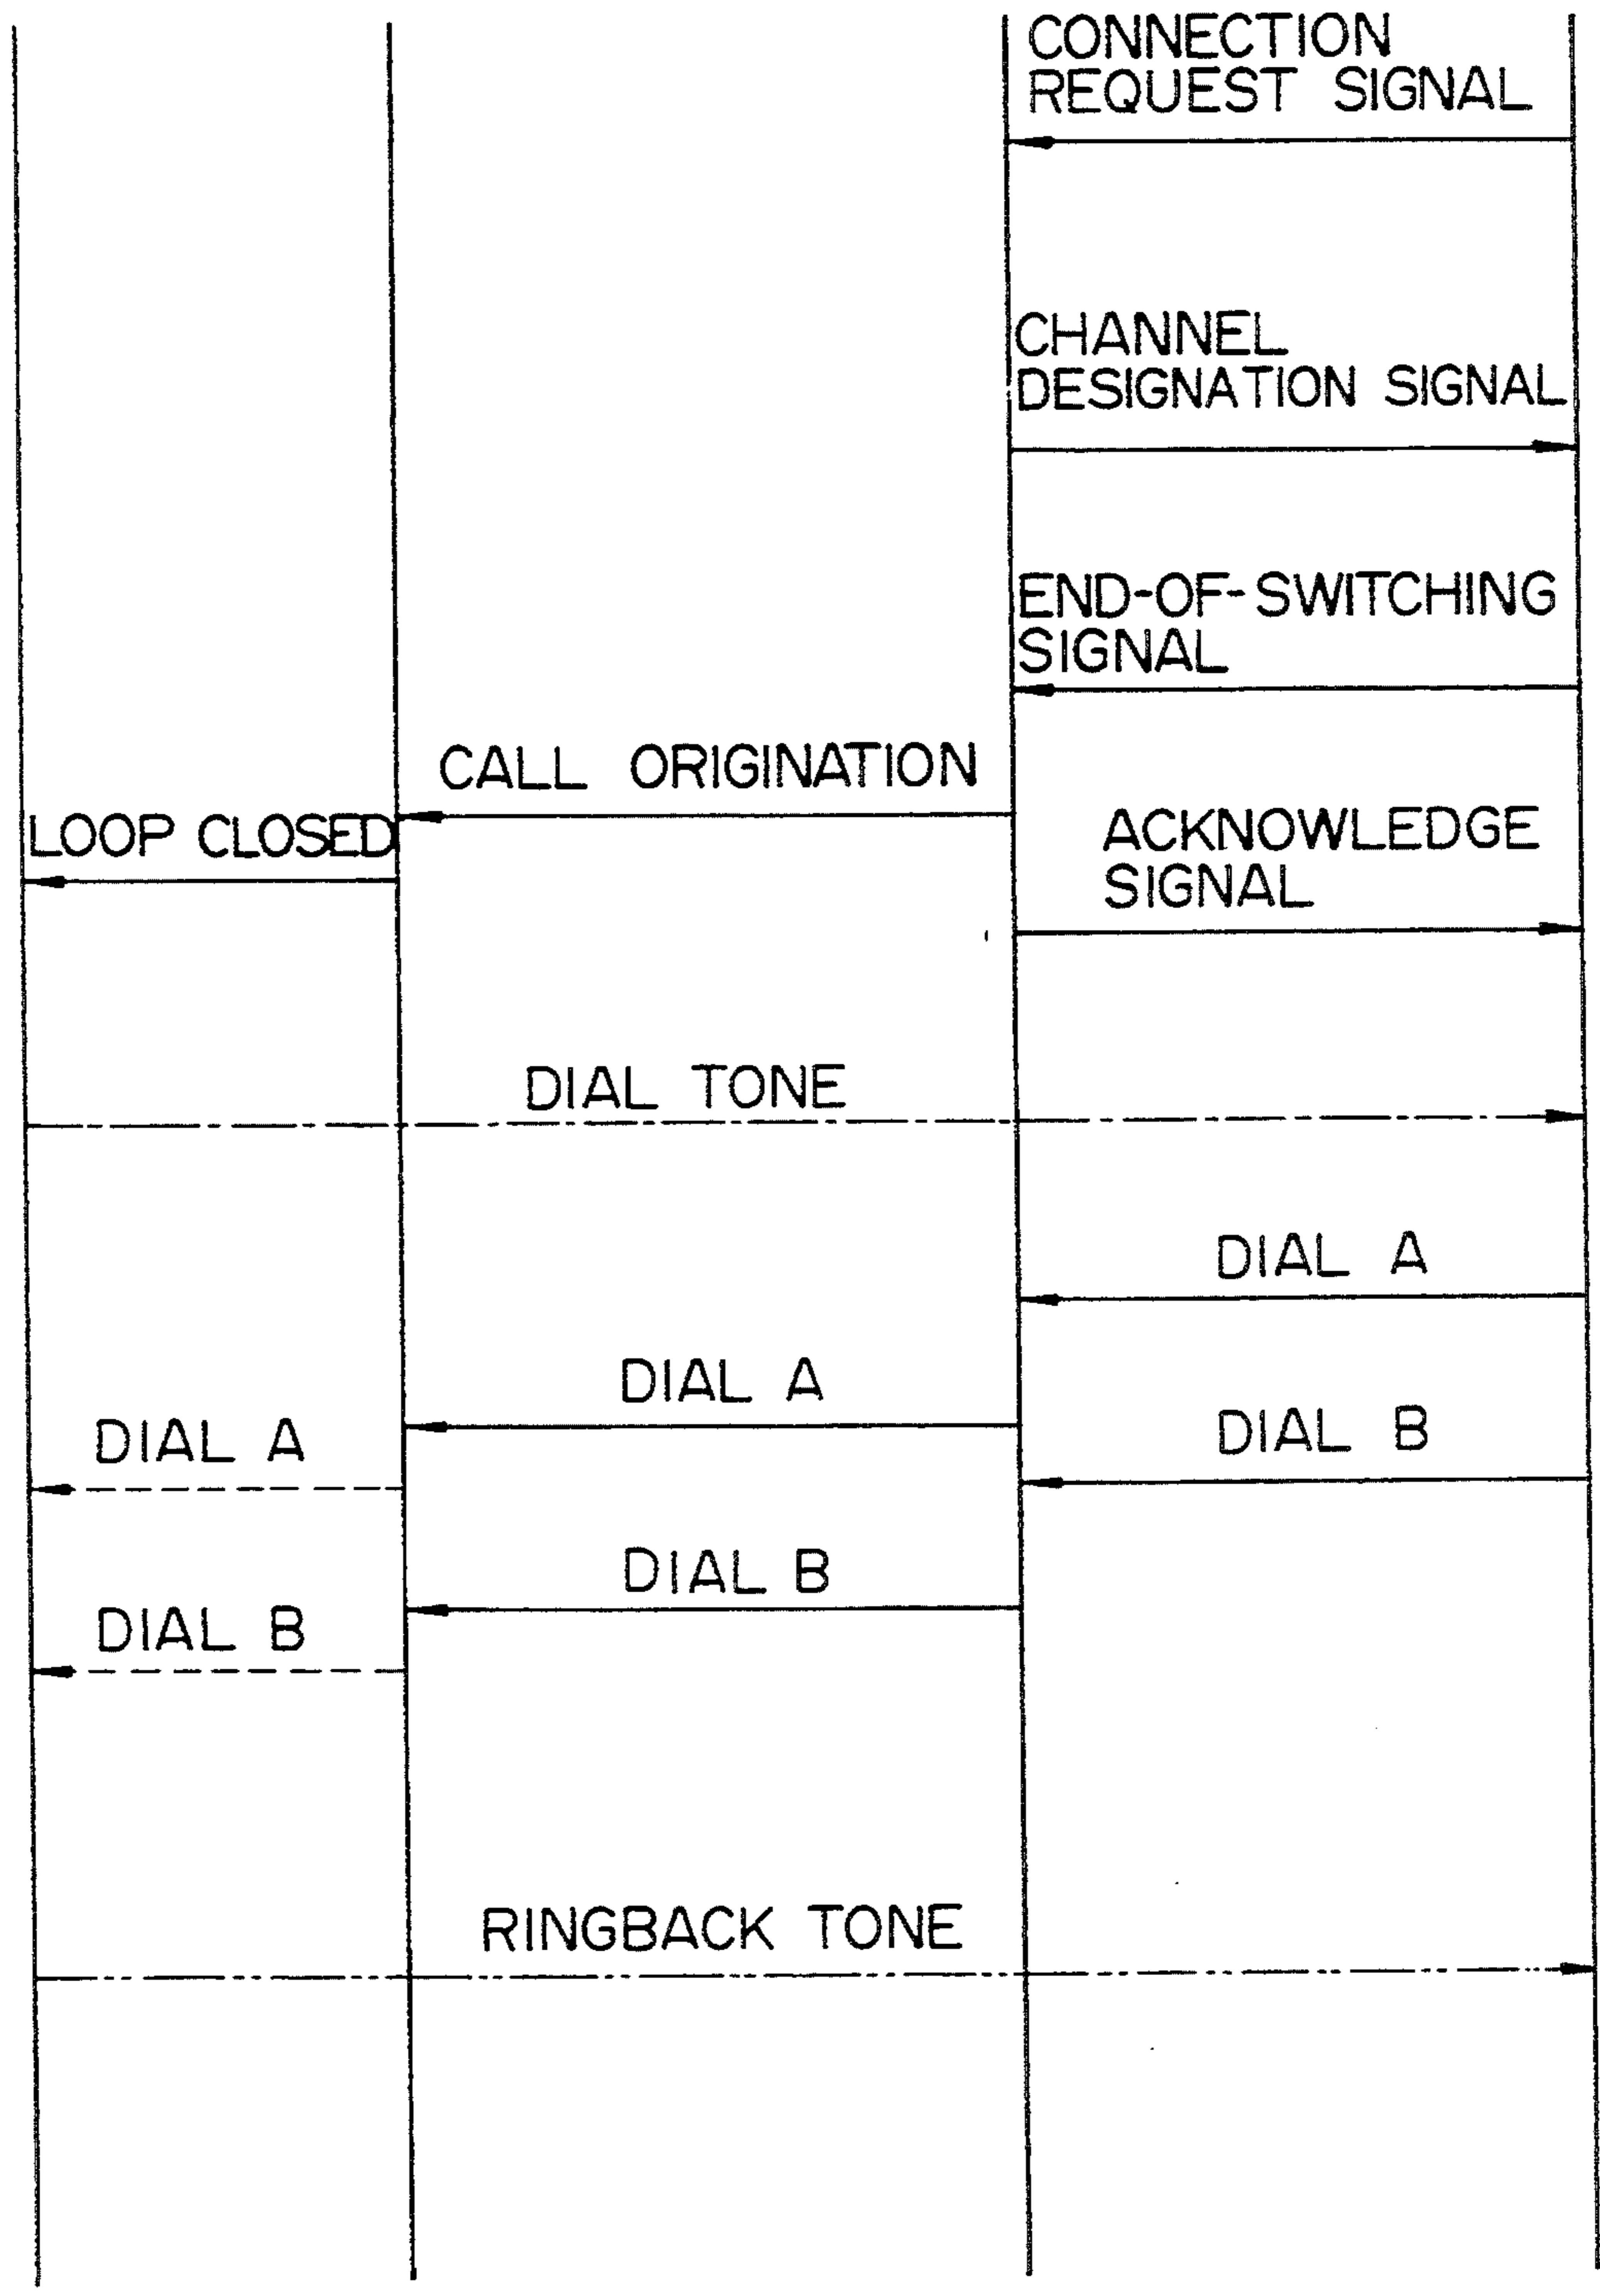 CONNECTION
REQUEST SIGNAL
CHANNEL
DESIGNATION SIGNAL
END-OF-SWITCHING
SIGNAL
CALL ORIGINATION
LOOP CLOSED
ACKNOWLEDGE
SIGNAL
DIAL TONE
DIAL A
DIAL A
DIAL B
DIAL A
DIAL B
DIAL B
RINGBACK TONE